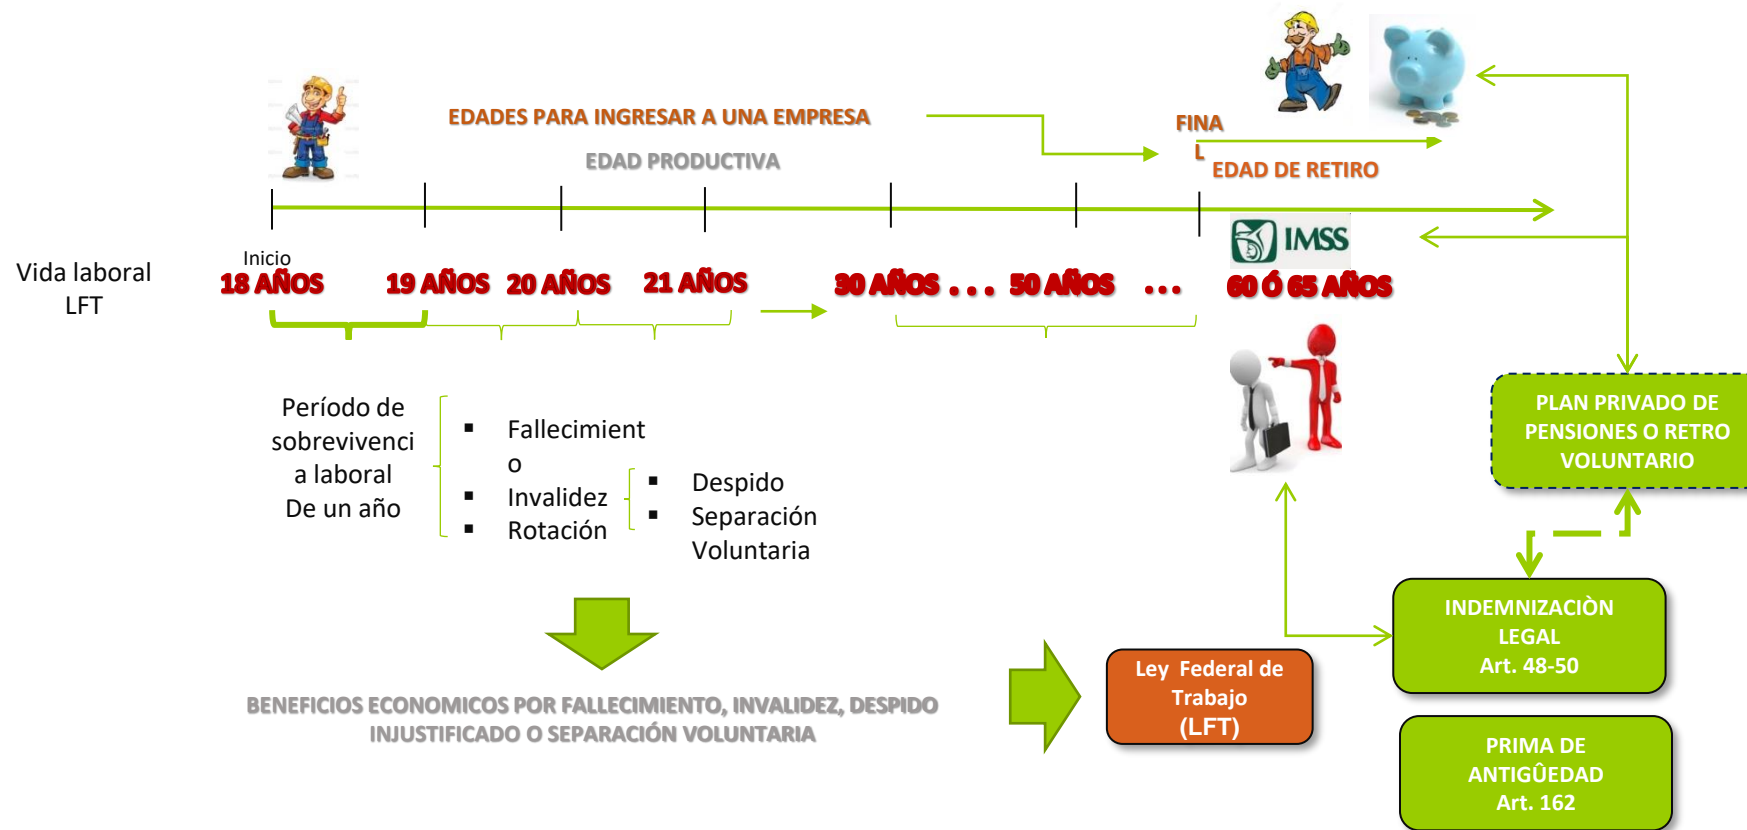 EDADES PARA INGRESAR A UNA EMPRESA
EDAD PRODUCTIVA
FINA
L
EDAD DE RETIRO
IMSS
Vida laboral
LFT
Inicio
18 AÑOS
19 AÑOS
20 AÑOS
21 AÑOS
30 AÑOS . . .
50 AÑOS
...
60 Ó 65 AÑOS
Período de
sobrevivenci
a laboral
De un año
▪ Fallecimient
o
▪ Invalidez
▪ Rotación
▪ Despido
▪ Separación
Voluntaria
PLAN PRIVADO DE
PENSIONES O RETRO
VOLUNTARIO
INDEMNIZACIÒN
LEGAL
Art. 48-50
BENEFICIOS ECONOMICOS POR FALLECIMIENTO, INVALIDEZ, DESPIDO
INJUSTIFICADO O SEPARACIÓN VOLUNTARIA
Ley Federal de
Trabajo
(LFT)
PRIMA DE
ANTIGÛEDAD
Art. 162